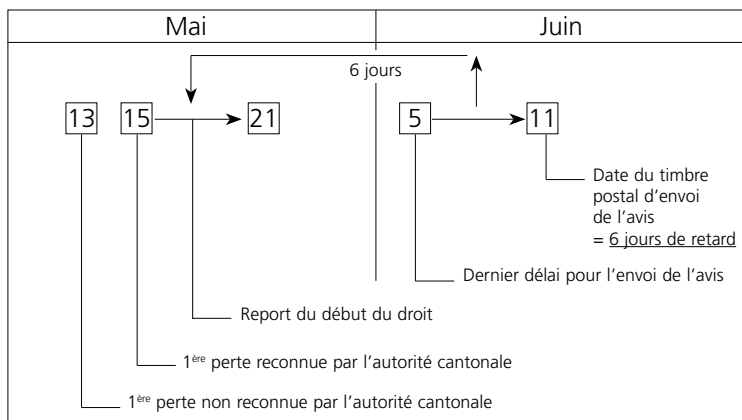 Mai
Juin
6 jours
13 15 21 5 11
Date du timbre
postal d’envoi
de l’avis
= 6 jours de retard
Dernier délai pour l’envoi de l’avis
Report du début du droit
1ère perte reconnue par l’autorité cantonale
1ère perte non reconnue par l’autorité cantonale